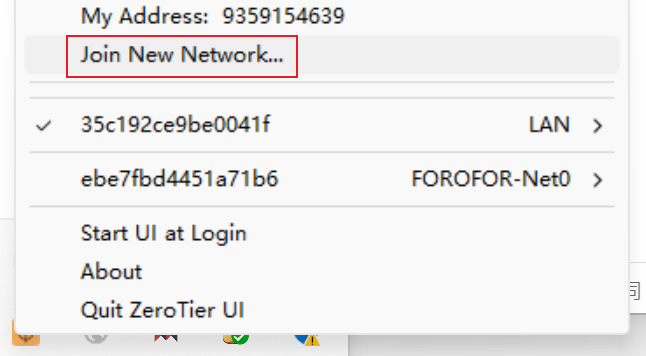 My Address: 9359154639
Join New Network...
35c192ce9be0041f LAN
ebe7fbd4451a71b6 FOROFOR-Net0
Start UI at Login
About
Quit ZeroTier UI